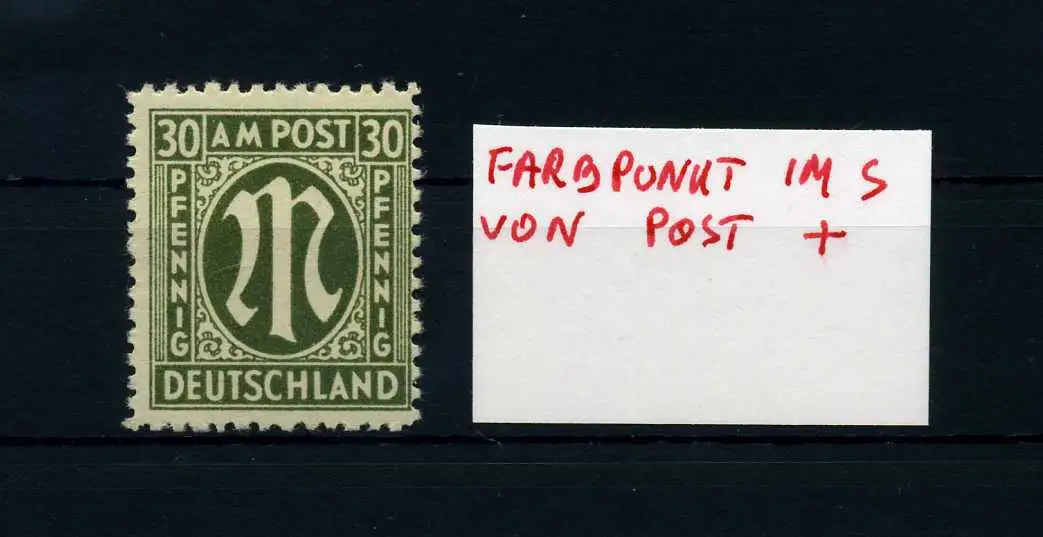 30 AM POST 30
PFENNIG
M
PFENNIG
DEUTSCHLAND
FARBPUNKT IM S
VON POST +